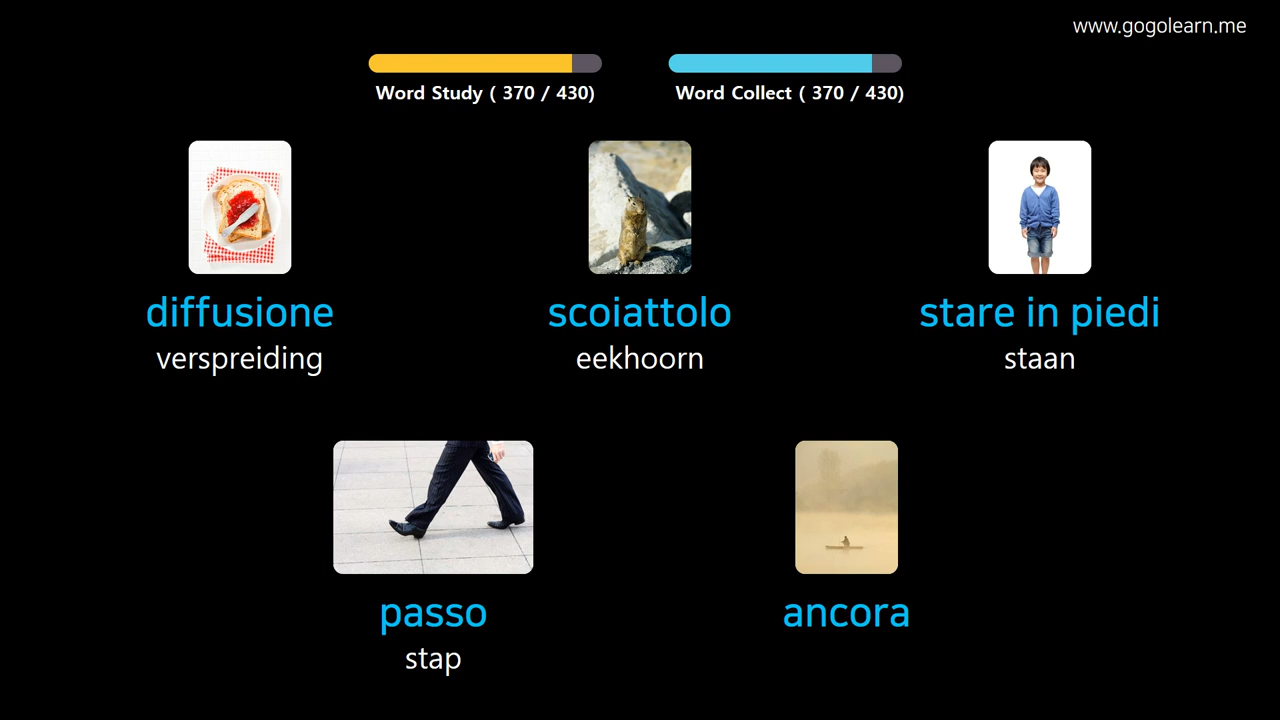 www.gogolearn.me
Word Study ( 370 / 430)
Word Collect ( 370 / 430)
diffusione
verspreiding
scoiattolo
eekhoorn
stare in piedi
staan
passo
stap
ancora